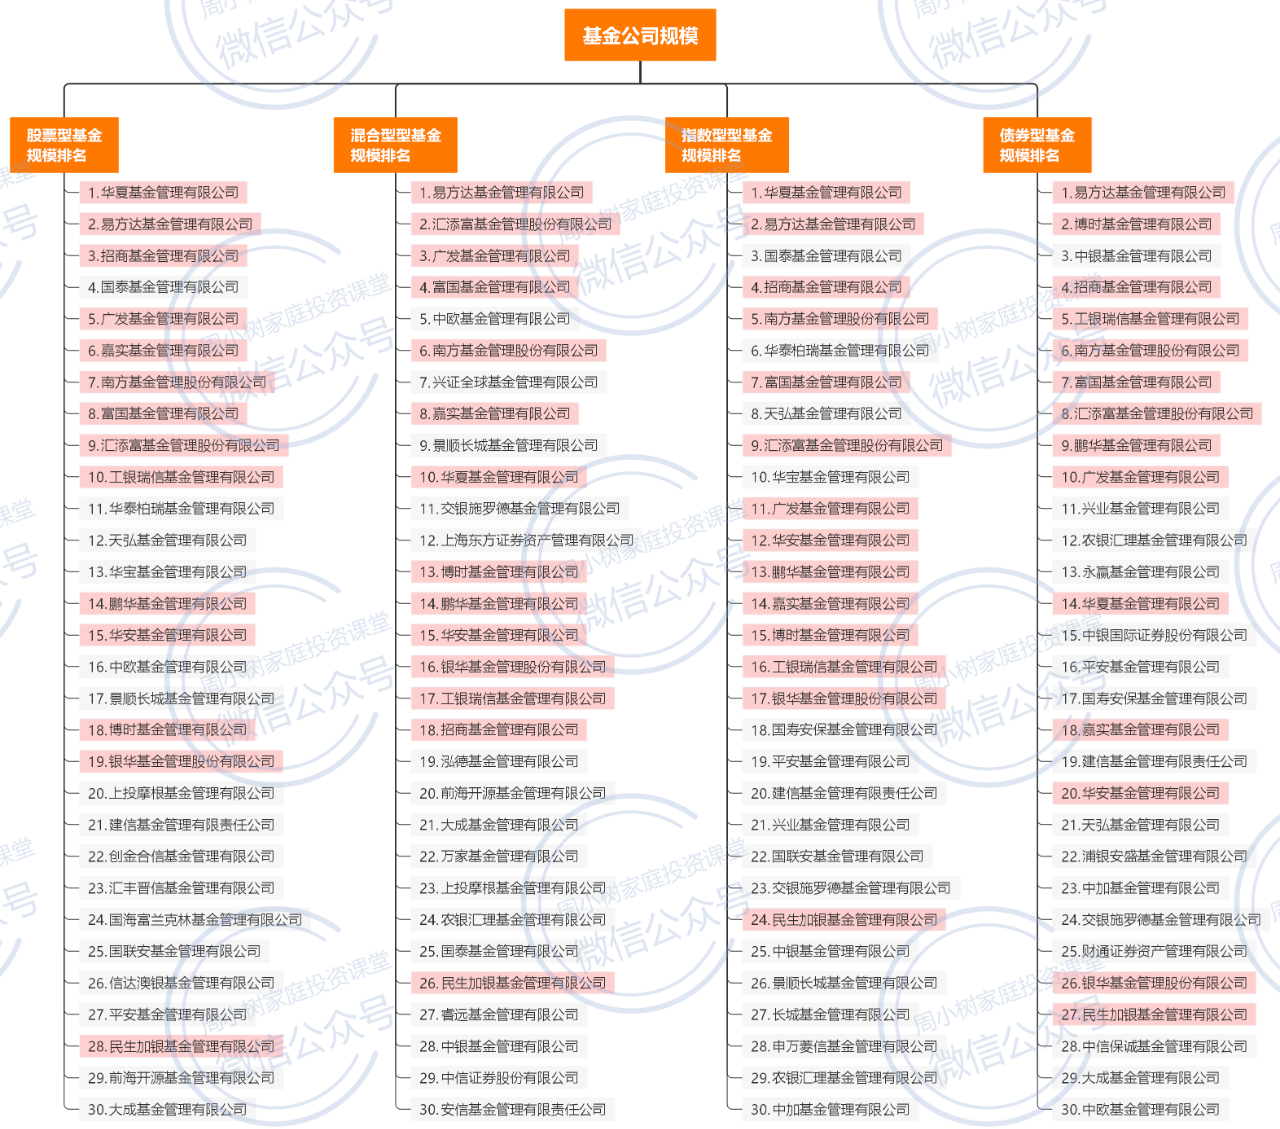 基金公司规模
股票型基金
规模排名
1.华夏基金管理有限公司
2.易方达基金管理有限公司
3.招商基金管理有限公司
4.国泰基金管理有限公司
5.广发基金管理有限公司
6.嘉实基金管理有限公司
7.南方基金管理股份有限公司
8.富国基金管理有限公司
9.汇添富基金管理股份有限公司
10.工银瑞信基金管理有限公司
11.华泰柏瑞基金管理有限公司
12.天弘基金管理有限公司
13.华宝基金管理有限公司
14.鹏华基金管理有限公司
15.华安基金管理有限公司
16.中欧基金管理有限公司
17.景顺长城基金管理有限公司
18.博时基金管理有限公司
19.银华基金管理股份有限公司
20.上投摩根基金管理有限公司
21.建信基金管理有限责任公司
22.创金合信基金管理有限公司
23.汇丰晋信基金管理有限公司
24.国海富兰克林基金管理有限公司
25.国联安基金管理有限公司
26.信达澳银基金管理有限公司
27.平安基金管理有限公司
28.民生加银基金管理有限公司
29.前海开源基金管理有限公司
30.大成基金管理有限公司
混合型型基金
规模排名
1.易方达基金管理有限公司
2.汇添富基金管理股份有限公司
3.广发基金管理有限公司
4.富国基金管理有限公司
5.中欧基金管理有限公司
6.南方基金管理股份有限公司
7.兴证全球基金管理有限公司
8.嘉实基金管理有限公司
9.景顺长城基金管理有限公司
10.华夏基金管理有限公司
11.交银施罗德基金管理有限公司
12.上海东方证券资产管理有限公司
13.博时基金管理有限公司
14.鹏华基金管理有限公司
15.华安基金管理有限公司
16.银华基金管理股份有限公司
17.工银瑞信基金管理有限公司
18.招商基金管理有限公司
19.泓德基金管理有限公司
20.前海开源基金管理有限公司
21.大成基金管理有限公司
22.万家基金管理有限公司
23.上投摩根基金管理有限公司
24.农银汇理基金管理有限公司
25.国泰基金管理有限公司
26.民生加银基金管理有限公司
27.睿远基金管理有限公司
28.中银基金管理有限公司
29.中信证券股份有限公司
30.安信基金管理有限责任公司
指数型型基金
规模排名
1.华夏基金管理有限公司
2.易方达基金管理有限公司
3.国泰基金管理有限公司
4.招商基金管理有限公司
5.南方基金管理股份有限公司
6.华泰柏瑞基金管理有限公司
7.富国基金管理有限公司
8.天弘基金管理有限公司
9.汇添富基金管理股份有限公司
10.华宝基金管理有限公司
11.广发基金管理有限公司
12.华安基金管理有限公司
13.鹏华基金管理有限公司
14.嘉实基金管理有限公司
15.博时基金管理有限公司
16.工银瑞信基金管理有限公司
17.银华基金管理股份有限公司
18.国寿安保基金管理有限公司
19.平安基金管理有限公司
20.建信基金管理有限责任公司
21.兴业基金管理有限公司
22.国联安基金管理有限公司
23.交银施罗德基金管理有限公司
24.民生加银基金管理有限公司
25.中银基金管理有限公司
26.景顺长城基金管理有限公司
27.长城基金管理有限公司
28.申万菱信基金管理有限公司
29.农银汇理基金管理有限公司
30.中加基金管理有限公司
债券型基金
规模排名
1.易方达基金管理有限公司
2.博时基金管理有限公司
3.中银基金管理有限公司
4.招商基金管理有限公司
5.工银瑞信基金管理有限公司
6.南方基金管理股份有限公司
7.富国基金管理有限公司
8.汇添富基金管理股份有限公司
9.鹏华基金管理有限公司
10.广发基金管理有限公司
11.兴业基金管理有限公司
12.农银汇理基金管理有限公司
13.永赢基金管理有限公司
14.华夏基金管理有限公司
15.中银国际证券股份有限公司
16.平安基金管理有限公司
17.国寿安保基金管理有限公司
18.嘉实基金管理有限公司
19.建信基金管理有限责任公司
20.华安基金管理有限公司
21.天弘基金管理有限公司
22.浦银安盛基金管理有限公司
23.中加基金管理有限公司
24.交银施罗德基金管理有限公司
25.财通证券资产管理有限公司
26.银华基金管理股份有限公司
27.民生加银基金管理有限公司
28.中信保诚基金管理有限公司
29.大成基金管理有限公司
30.中欧基金管理有限公司
周小树家庭投资课堂
微信公众号